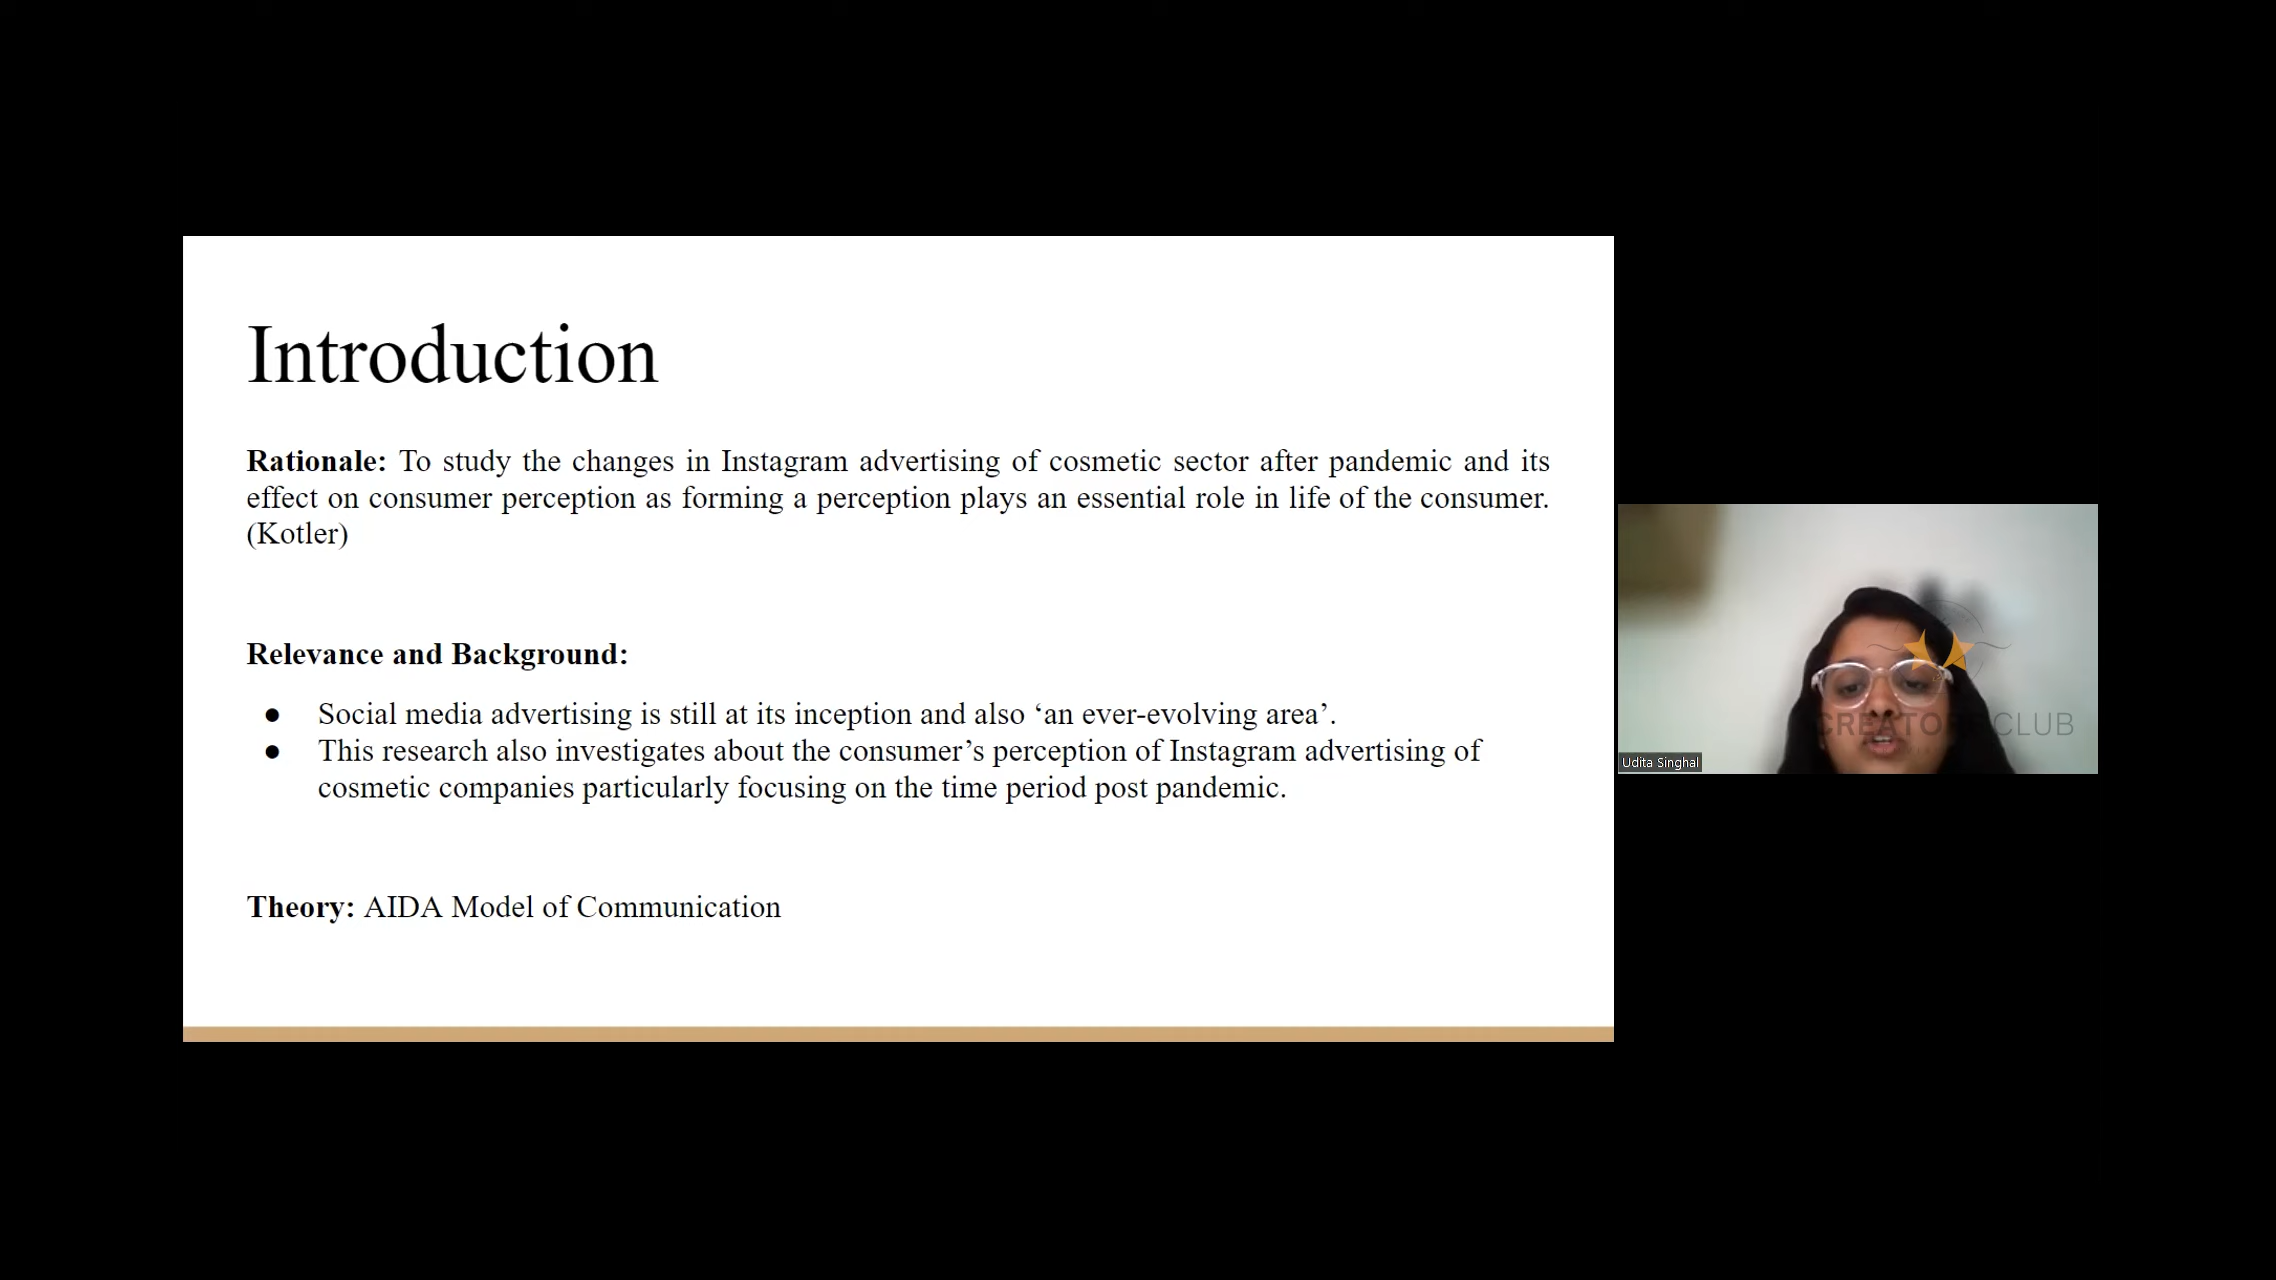 Introduction
Rationale: To study the changes in Instagram advertising of cosmetic sector after pandemic and its
effect on consumer perception as forming a perception plays an essential role in life of the consumer.
(Kotler)
Relevance and Background:
● Social media advertising is still at its inception and also ‘an ever-evolving area’.
● This research also investigates about the consumer’s perception of Instagram advertising of
cosmetic companies particularly focusing on the time period post pandemic.
Theory: AIDA Model of Communication
CLUB
Udita Singhal